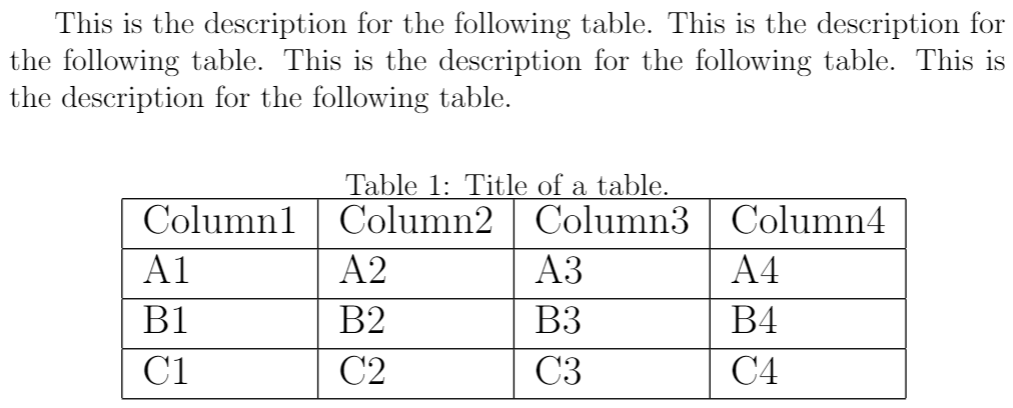 This is the description for the following table. This is the description for
the following table. This is the description for the following table. This is
the description for the following table.
Table 1: Title of a table.
Column1 Column2 Column3 Column4
A1 A2 A3 A4
B1 B2 B3 B4
C1 C2 C3 C4